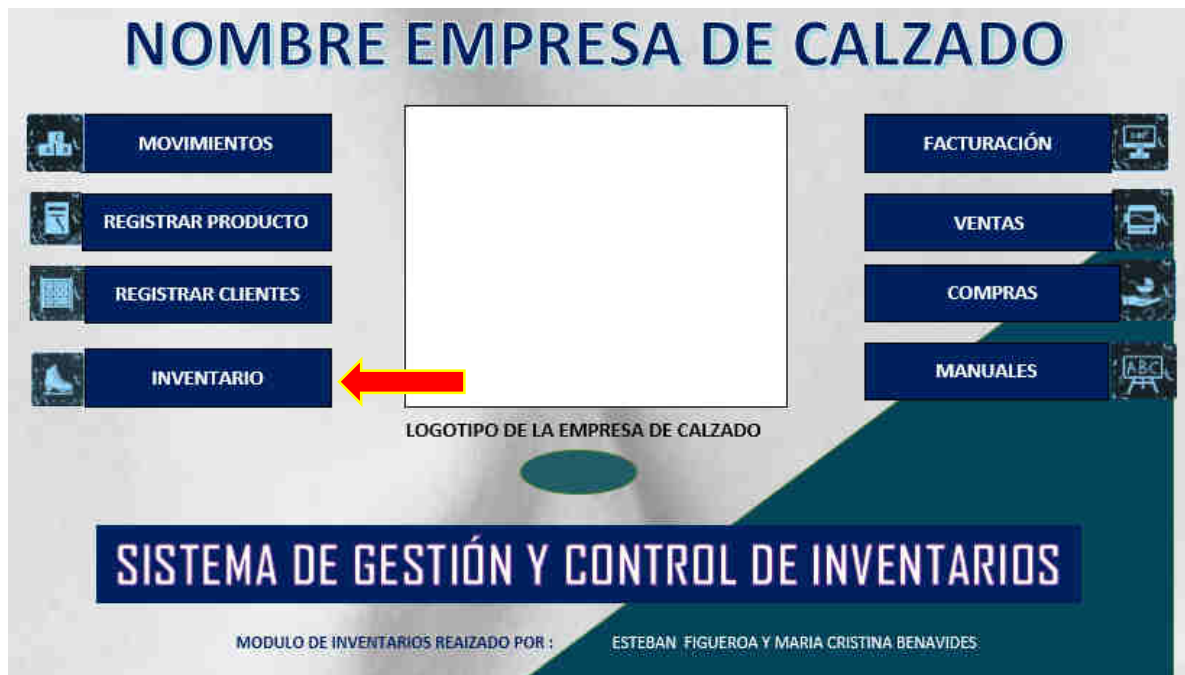 NOMBRE EMPRESA DE CALZADO
MOVIMIENTOS
REGISTRAR PRODUCTO
REGISTRAR CLIENTES
INVENTARIO
LOGOTIPO DE LA EMPRESA DE CALZADO
FACTURACIÓN
VENTAS
COMPRAS
MANUALES
ABC
SISTEMA DE GESTIÓN Y CONTROL DE INVENTARIOS
MODULO DE INVENTARIOS REAIZADO POR : ESTEBAN FIGUEROA Y MARIA CRISTINA BENAVIDES